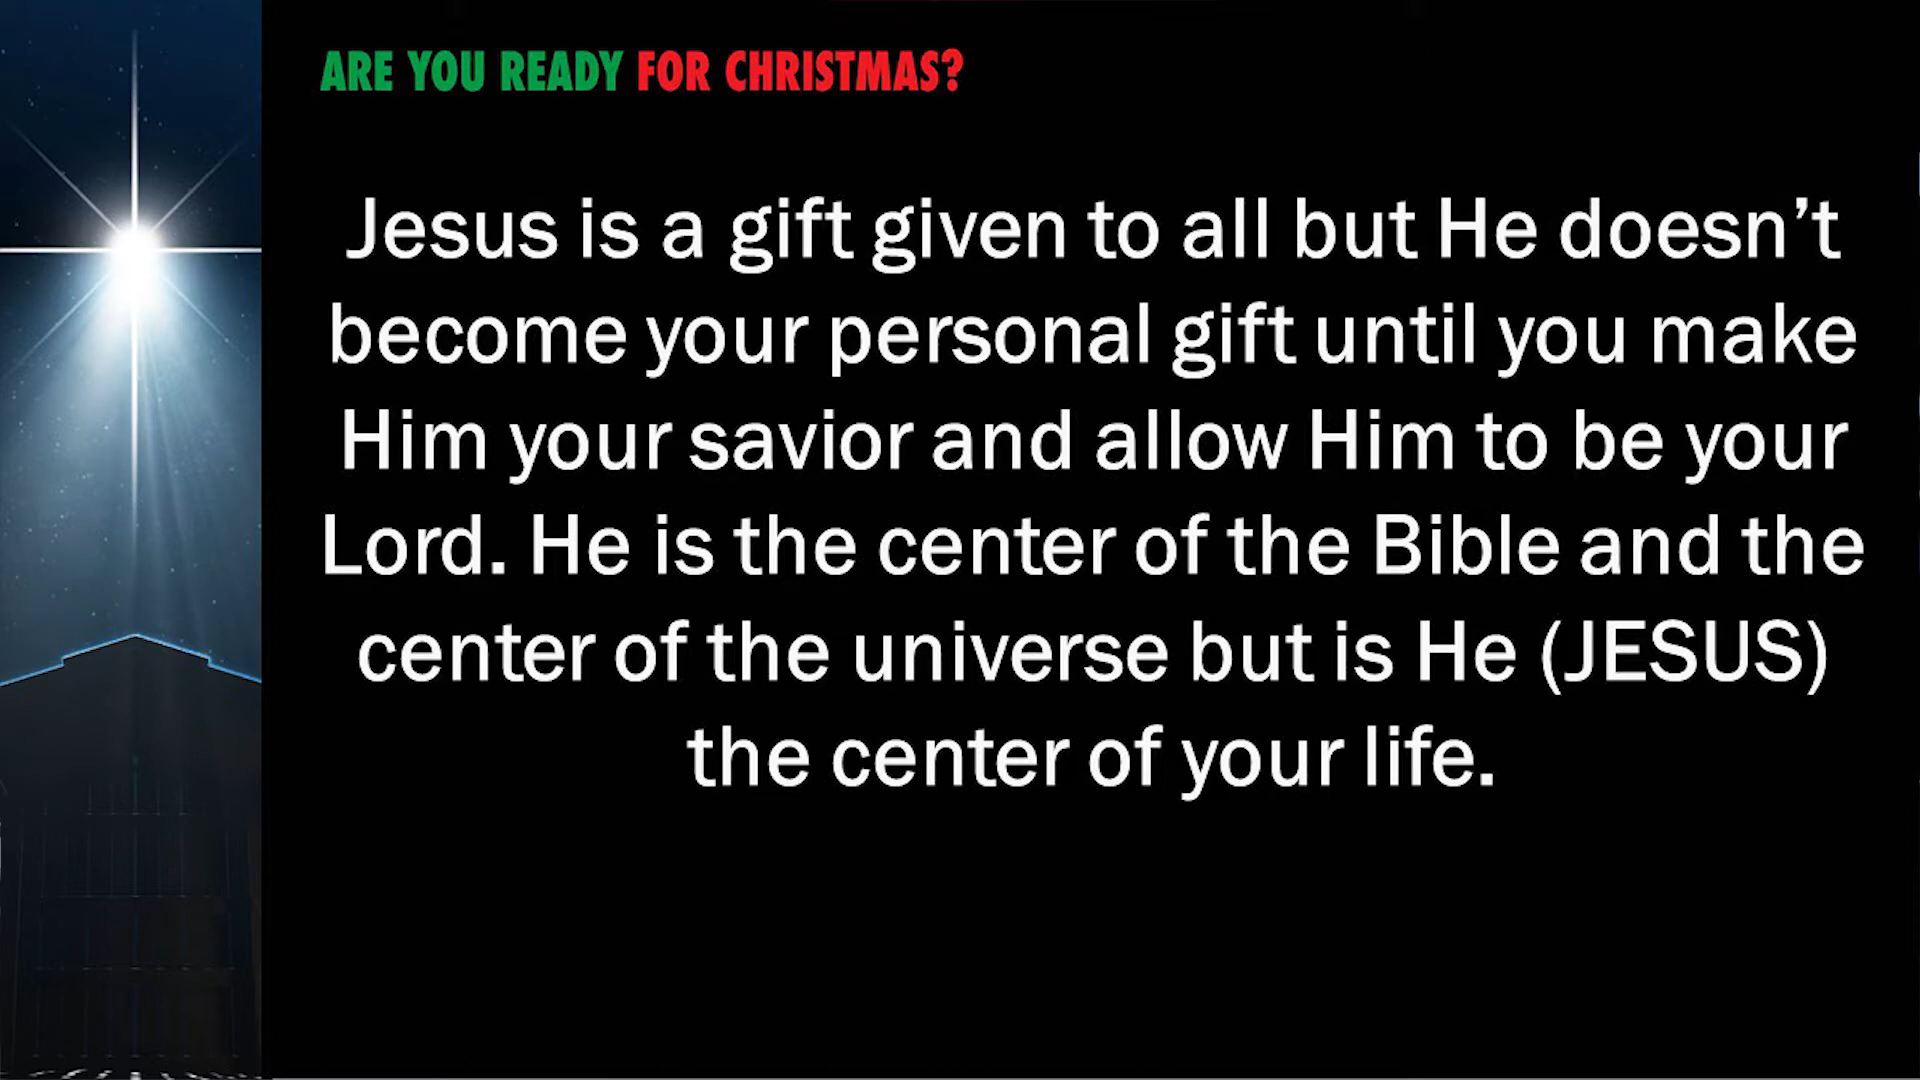 ARE YOU READY FOR CHRISTMAS?
Jesus is a gift given to all but He doesn’t
become your personal gift until you make
Him your savior and allow Him to be your
Lord. He is the center of the Bible and the
center of the universe but is He (JESUS)
the center of your life.